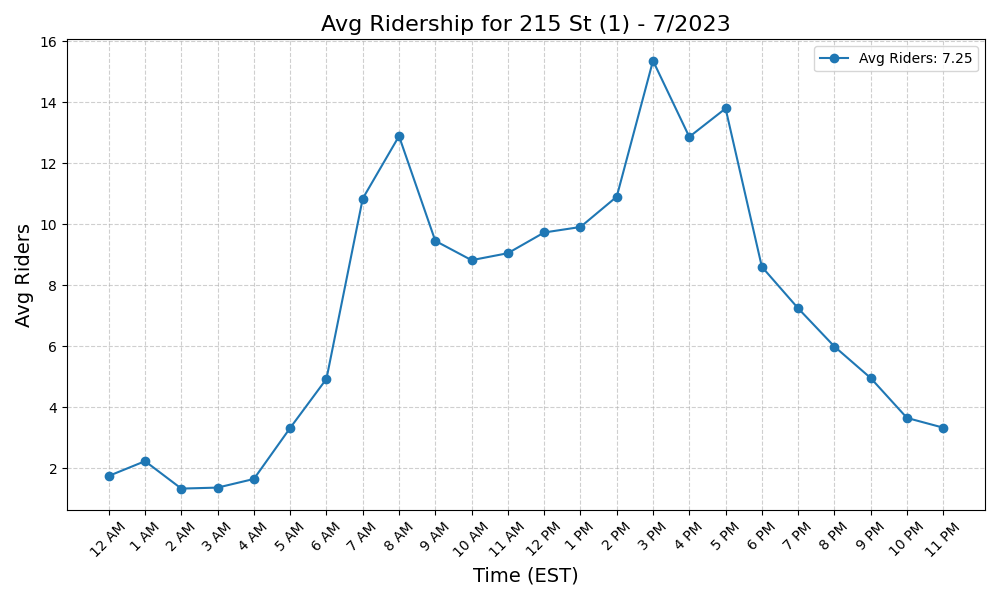 Avg Ridership for 215 St (1) - 7/2023
Avg Riders: 7.25
Avg Riders
16
14
12
10
8
6
4
2
12 AM
1 AM
2 AM
3 AM
4 AM
5 AM
6 AM
7 AM
8 AM
9 AM
10 AM
11 AM
12 PM
1 PM
2 PM
3 PM
4 PM
5 PM
6 PM
7 PM
8 PM
9 PM
10 PM
11 PM
Time (EST)